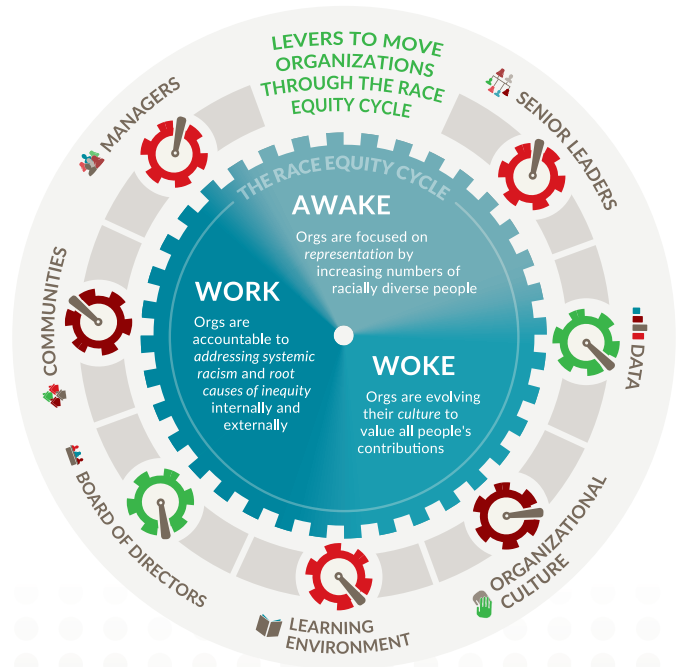 LEVERS TO MOVE
ORGANIZATIONS
THROUGH THE RACE
EQUITY CYCLE
SENIOR LEADERS
DATA
ORGANIZATIONAL
CULTURE
LEARNING
ENVIRONMENT
BOARD OF DIRECTORS
COMMUNITIES
MANAGERS
THE RACE EQUITY CYCLE
AWAKE
Orgs are focused on
representation by
increasing numbers of
racially diverse people
WOKE
Orgs are evolving
their culture to
value all people's
contributions
WORK
Orgs are
accountable to
addressing systemic
racism and root
causes of inequity
internally and
externally